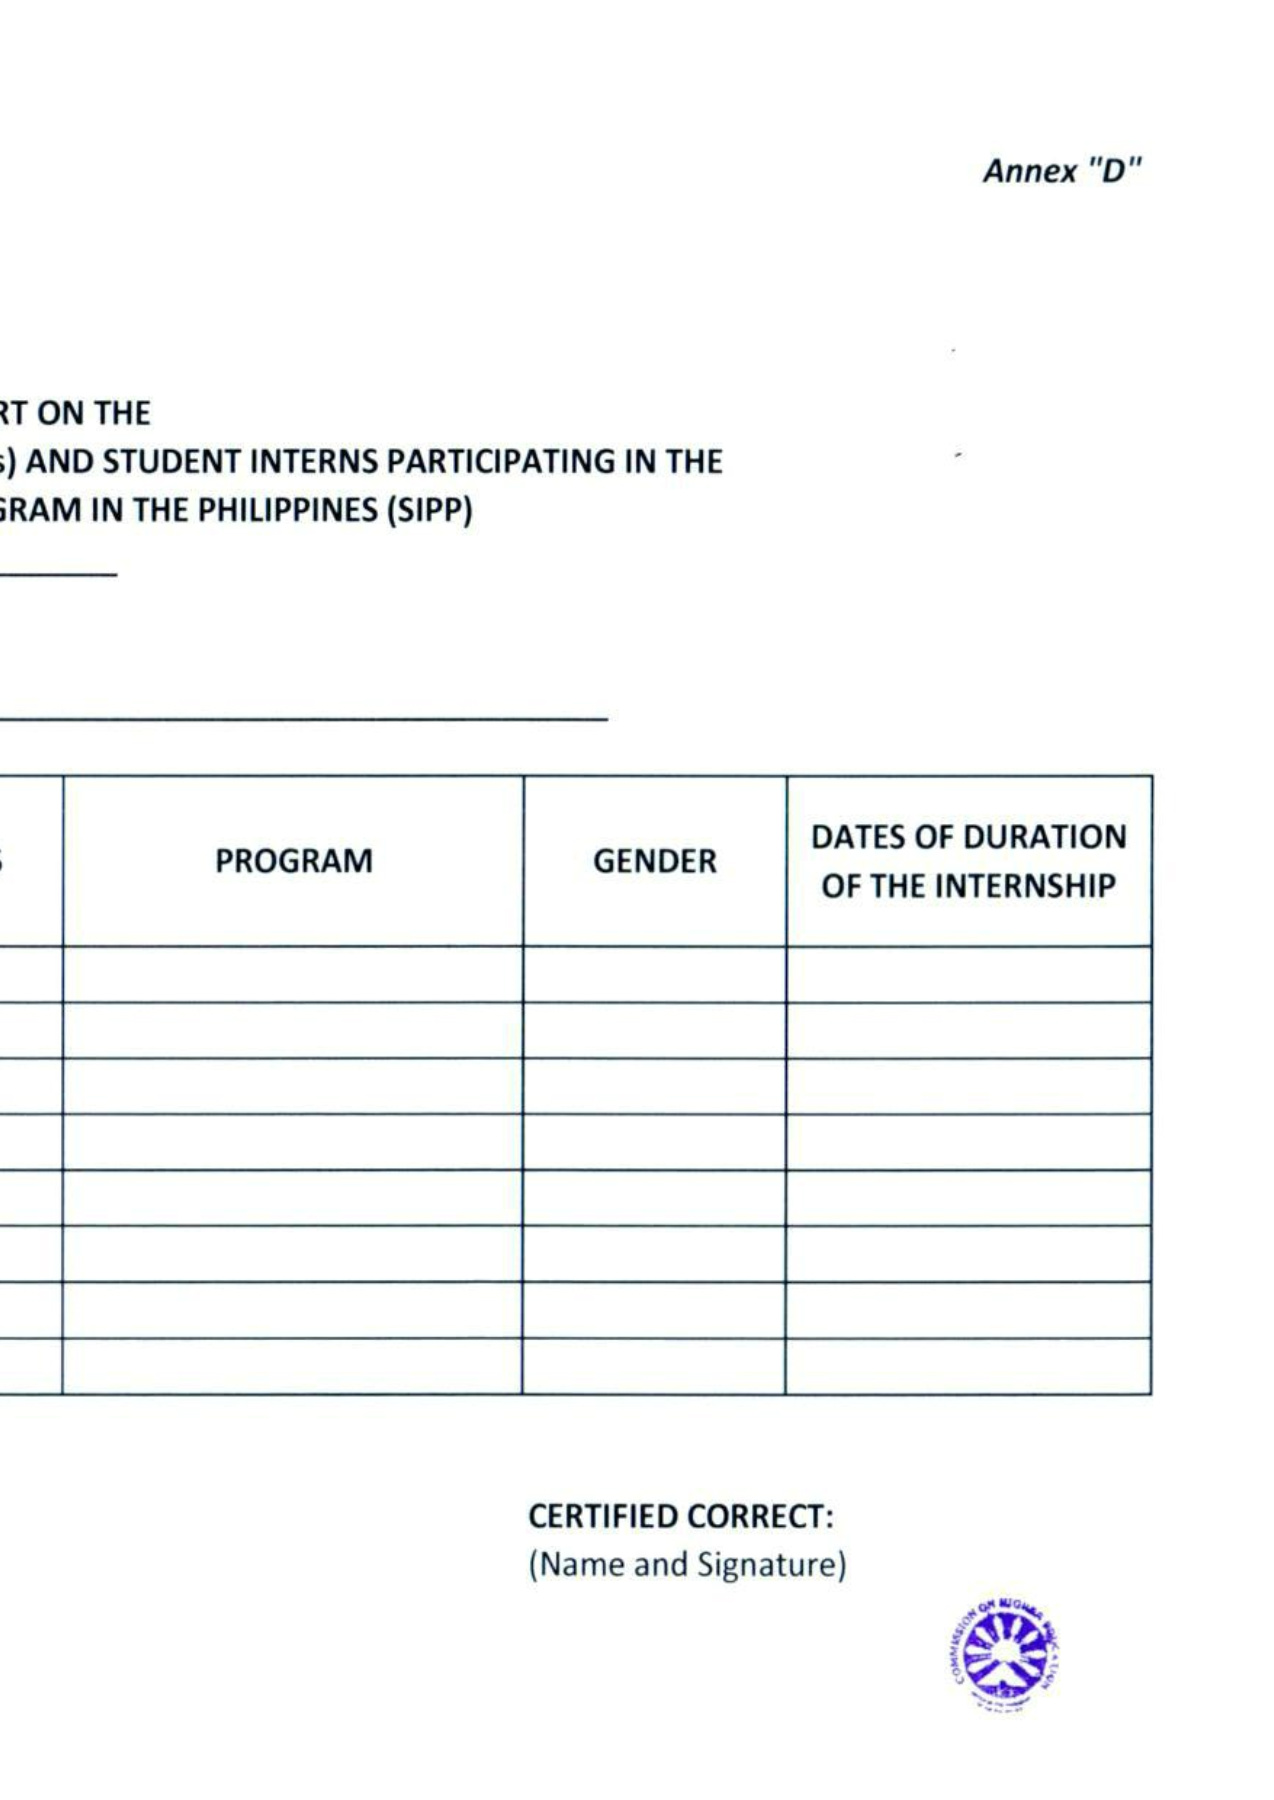 Annex "D"
RT ON THE
s) AND STUDENT INTERNS PARTICIPATING IN THE
GRAM IN THE PHILIPPINES (SIPP)
S
PROGRAM
GENDER
DATES OF DURATION
OF THE INTERNSHIP
CERTIFIED CORRECT:
(Name and Signature)
COMMISSION ON HIGHER EDUCATION